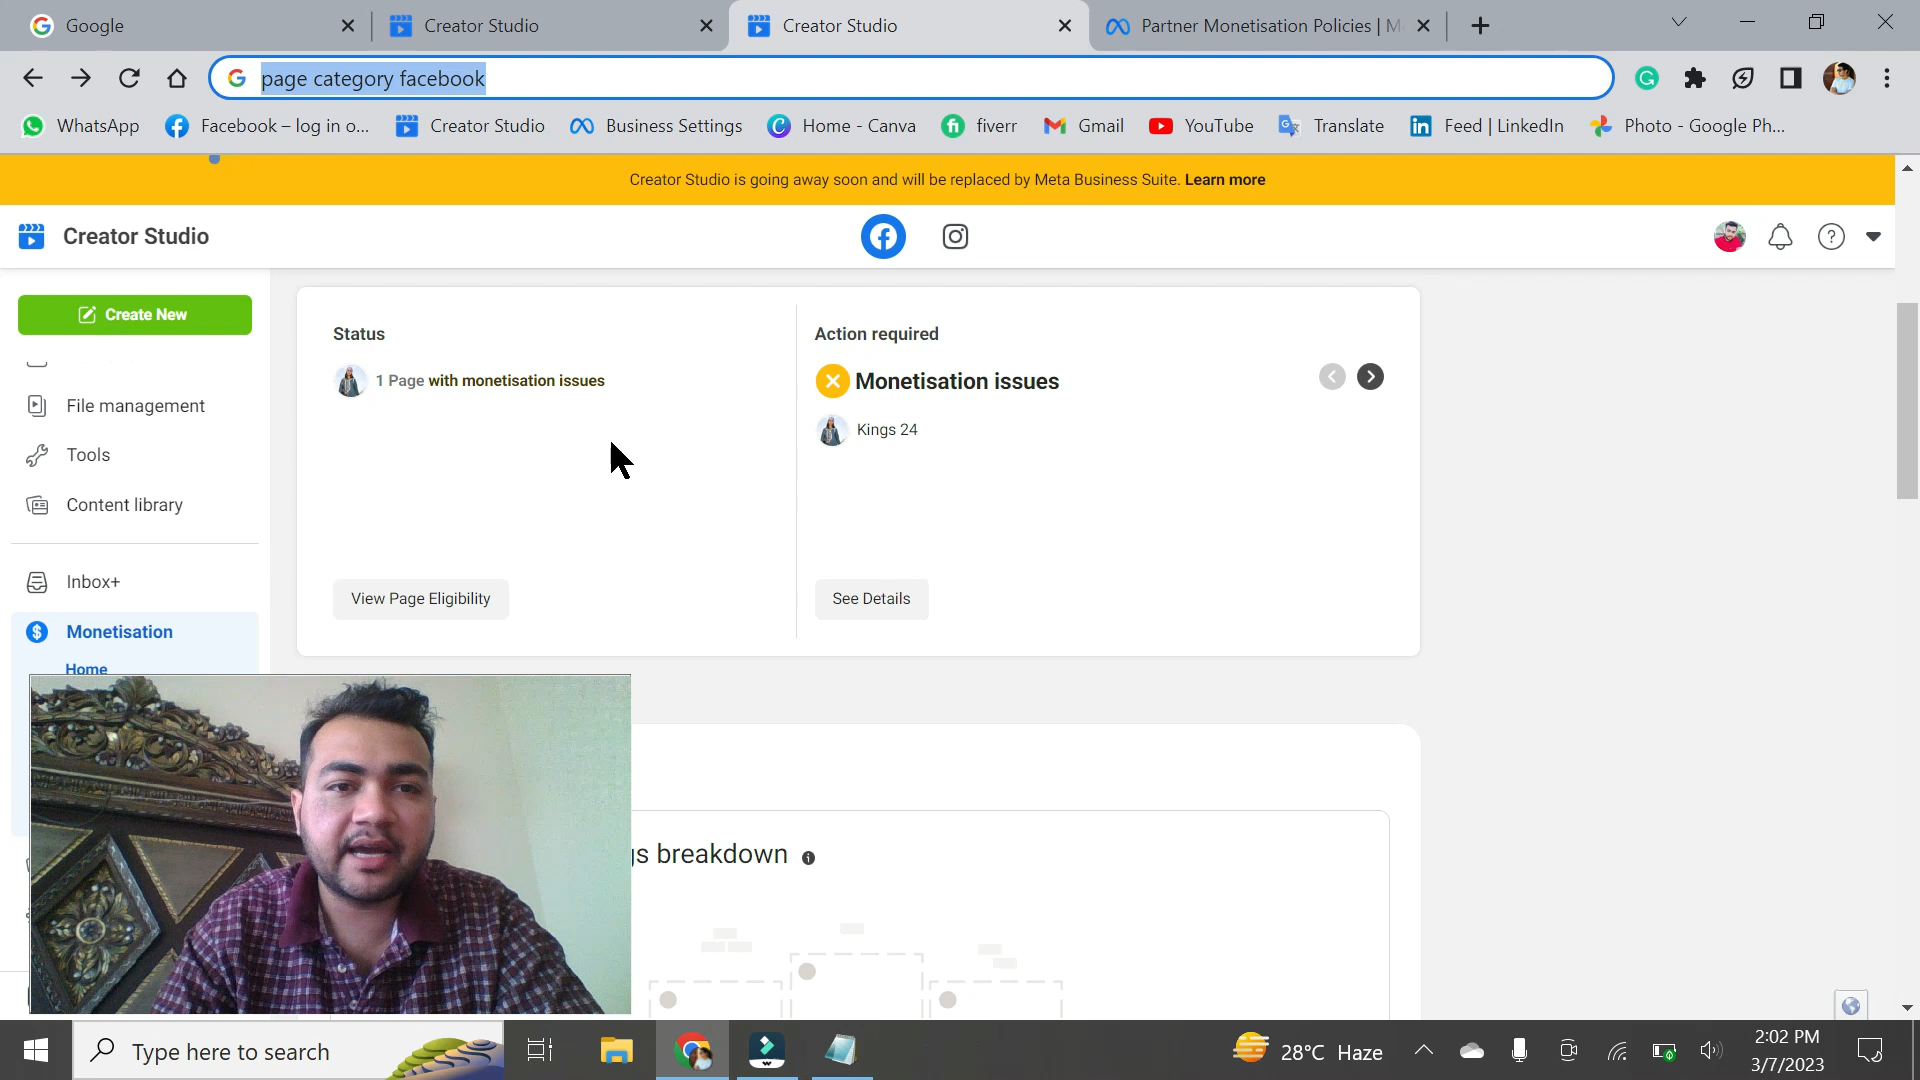 Google
Creator Studio
Creator Studio
Partner Monetisation Policies | M
page category facebook
WhatsApp
Facebook – log in o...
Creator Studio
Business Settings
Home - Canva
fiverr
Gmail
YouTube
Translate
Feed | LinkedIn
Photo - Google Ph...
Creator Studio is going away soon and will be replaced by Meta Business Suite. Learn more
Creator Studio
Create New
File management
Tools
Content library
Inbox+
Monetisation
Home
Status
1 Page with monetisation issues
View Page Eligibility
Action required
Monetisation issues
Kings 24
See Details
gs breakdown
Type here to search
28°C Haze
2:02 PM
3/7/2023